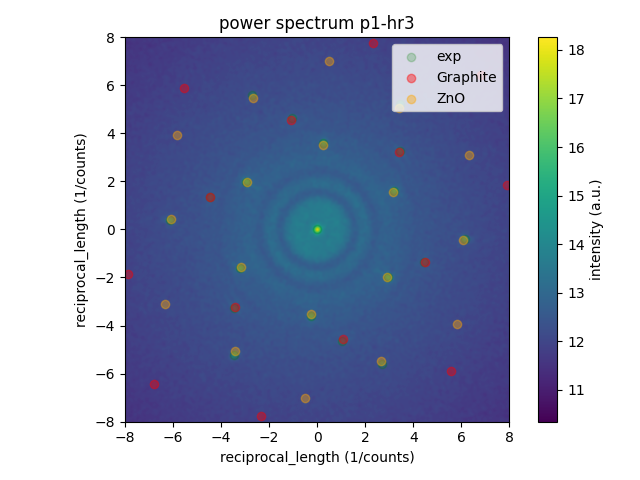 power spectrum p1-hr3
exp
Graphite
ZnO
reciprocal_length (1/counts)
8
6
4
2
0
−2
−4
−6
−8
−8 −6 −4 −2 0 2 4 6 8
reciprocal_length (1/counts)
18
17
16
15
14
13
12
11
intensity (a.u.)